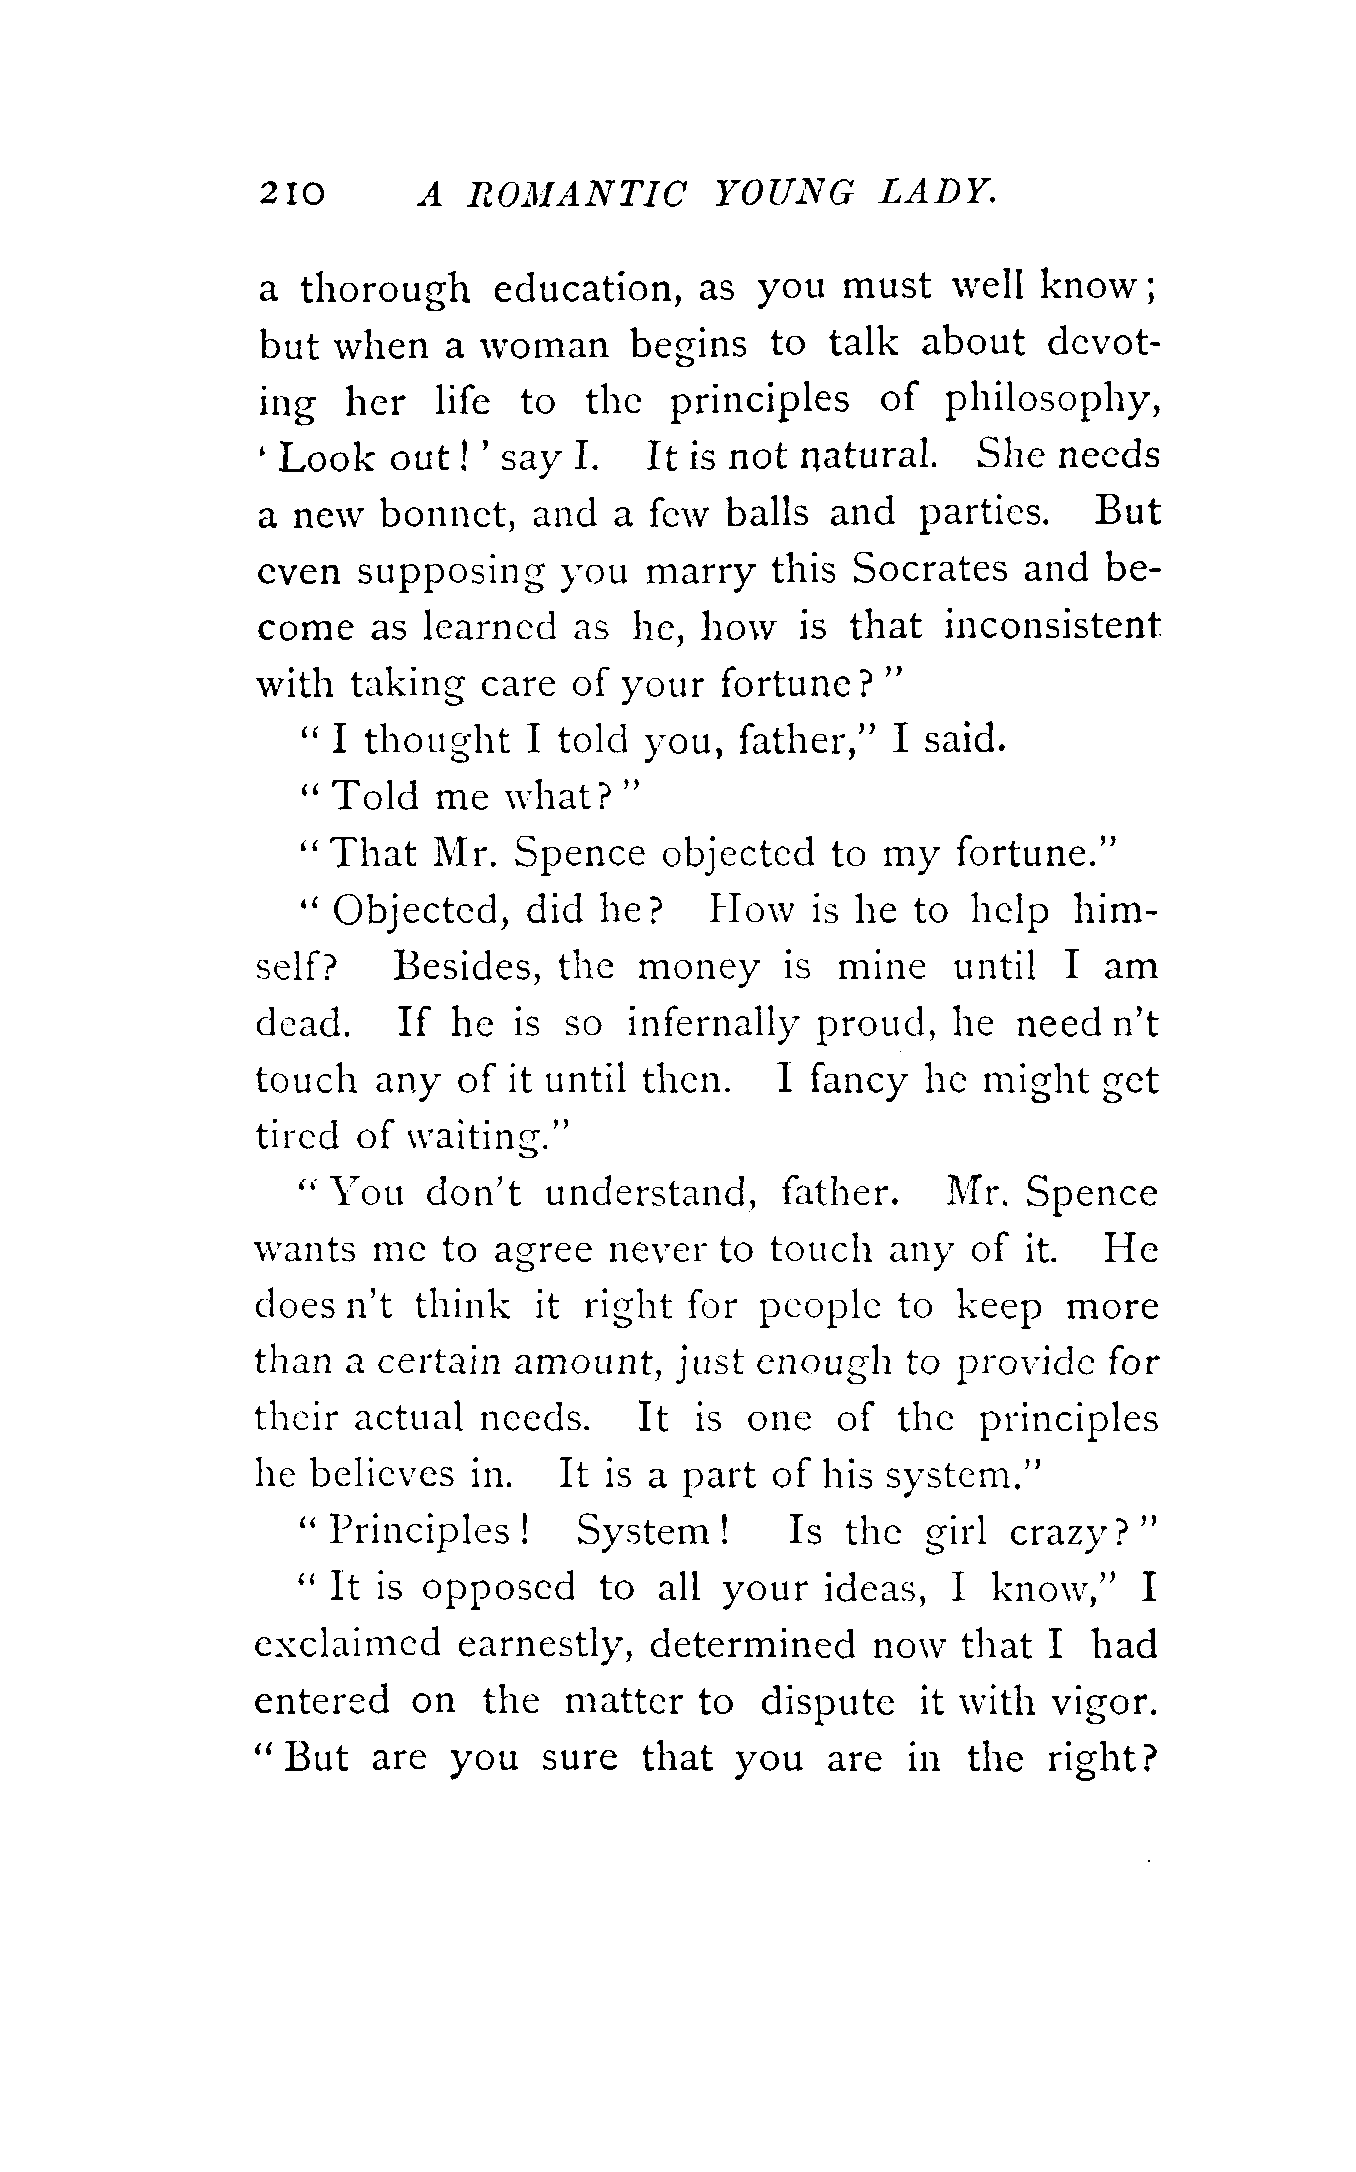 210 A ROMANTIC YOUNG LADY.
a thorough education, as you must well know;
but when a woman begins to talk about devot-
ing her life to the principles of philosophy,
‘Look out!’ say I. It is not natural. She needs
a new bonnet, and a few balls and parties. But
even supposing you marry this Socrates and be-
come as learned as he, how is that inconsistent
with taking care of your fortune?”
“I thought I told you, father,” I said.
“Told me what?”
“That Mr. Spence objected to my fortune.”
“Objected, did he? How is he to help him-
self? Besides, the money is mine until I am
dead. If he is so infernally proud, he need n’t
touch any of it until then. I fancy he might get
tired of waiting.”
“You don’t understand, father. Mr. Spence
wants me to agree never to touch any of it. He
does n’t think it right for people to keep more
than a certain amount, just enough to provide for
their actual needs. It is one of the principles
he believes in. It is a part of his system.”
“Principles! System! Is the girl crazy?”
“It is opposed to all your ideas, I know,” I
exclaimed earnestly, determined now that I had
entered on the matter to dispute it with vigor.
“But are you sure that you are in the right?